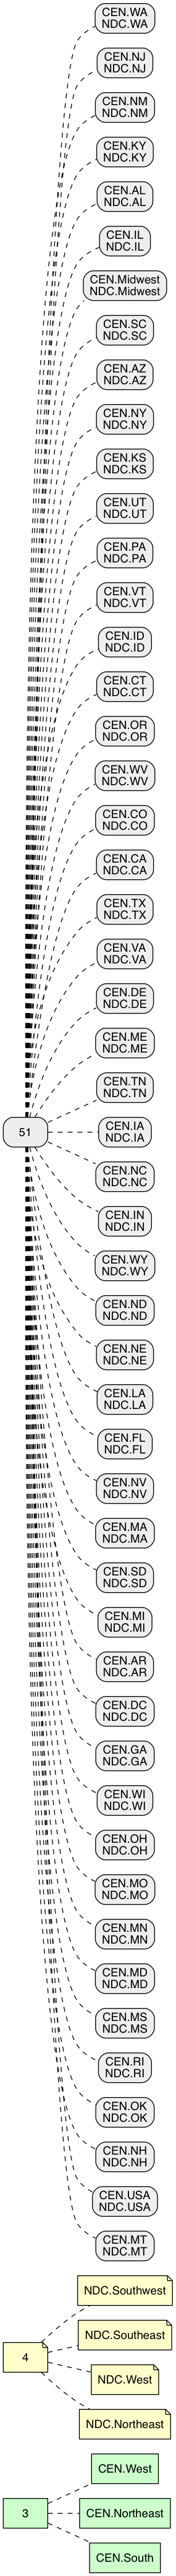 CEN.WA
NDC.WA
CEN.NJ
NDC.NJ
CEN.NM
NDC.NM
CEN.KY
NDC.KY
CEN.AL
NDC.AL
CEN.IL
NDC.IL
CEN.Midwest
NDC.Midwest
CEN.SC
NDC.SC
CEN.AZ
NDC.AZ
CEN.NY
NDC.NY
CEN.KS
NDC.KS
CEN.UT
NDC.UT
CEN.PA
NDC.PA
CEN.VT
NDC.VT
CEN.ID
NDC.ID
CEN.CT
NDC.CT
CEN.OR
NDC.OR
CEN.WV
NDC.WV
CEN.CO
NDC.CO
CEN.CA
NDC.CA
CEN.TX
NDC.TX
CEN.VA
NDC.VA
CEN.DE
NDC.DE
CEN.ME
NDC.ME
CEN.TN
NDC.TN
51
CEN.IA
NDC.IA
CEN.NC
NDC.NC
CEN.IN
NDC.IN
CEN.WY
NDC.WY
CEN.ND
NDC.ND
CEN.NE
NDC.NE
CEN.LA
NDC.LA
CEN.FL
NDC.FL
CEN.NV
NDC.NV
CEN.MA
NDC.MA
CEN.SD
NDC.SD
CEN.MI
NDC.MI
CEN.AR
NDC.AR
CEN.DC
NDC.DC
CEN.GA
NDC.GA
CEN.WI
NDC.WI
CEN.OH
NDC.OH
CEN.MO
NDC.MO
CEN.MN
NDC.MN
CEN.MD
NDC.MD
CEN.MS
NDC.MS
CEN.RI
NDC.RI
CEN.OK
NDC.OK
CEN.NH
NDC.NH
CEN.USA
NDC.USA
CEN.MT
NDC.MT
NDC.Southwest
NDC.Southeast
4
NDC.West
NDC.Northeast
CEN.West
3
CEN.Northeast
CEN.South